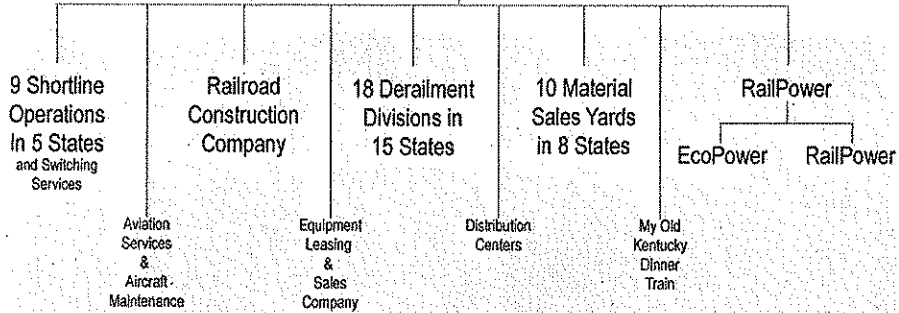 9 Shortline
Operations
In 5 States
and Switching
Services
Railroad
Construction
Company
18 Derailment
Divisions in
15 States
10 Material
Sales Yards
in 8 States
RailPower
EcoPower
RailPower
Aviation
Services
&
Aircraft
Maintenance
Equipment
Leasing
&
Sales
Company
Distribution
Centers
My Old
Kentucky
Dinner
Train